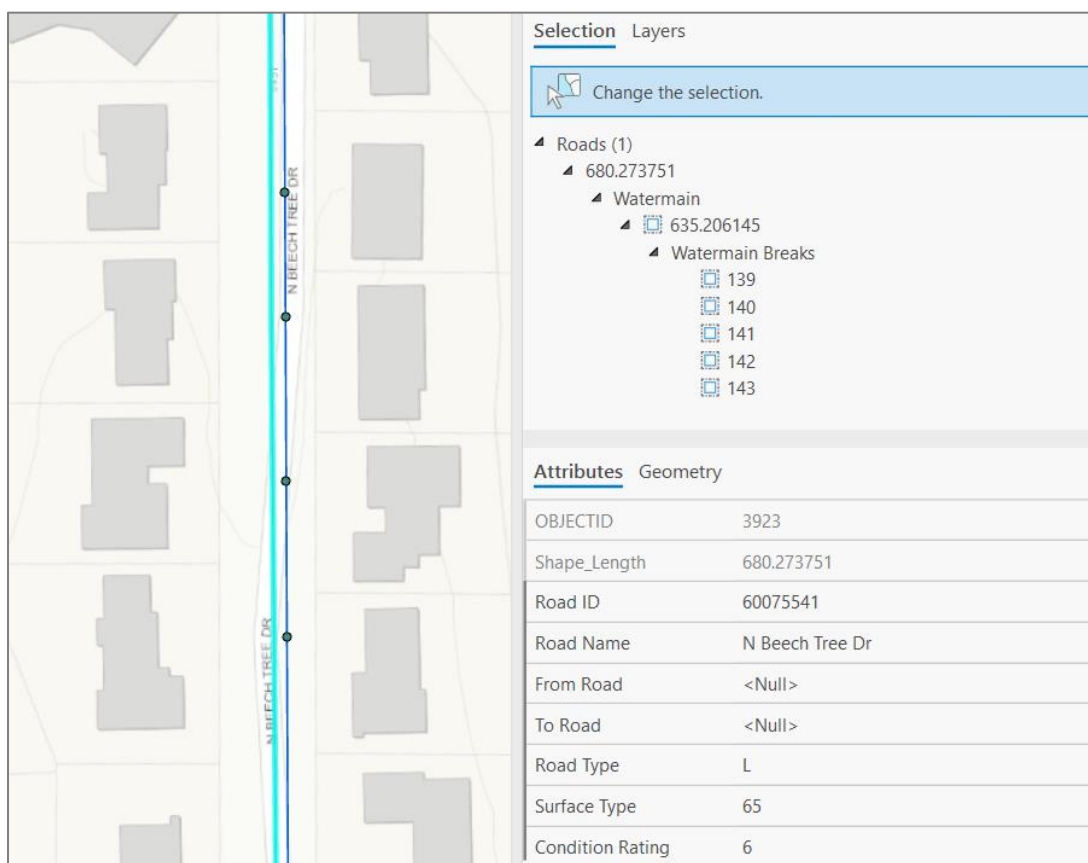 N BEECH TREE DR
N BEECH TREE DR
Selection Layers
Change the selection.
Roads (1)
680.273751
Watermain
635.206145
Watermain Breaks
139
140
141
142
143
Attributes Geometry
OBJECTID 3923
Shape_Length 680.273751
Road ID 60075541
Road Name N Beech Tree Dr
From Road <Null>
To Road <Null>
Road Type L
Surface Type 65
Condition Rating 6